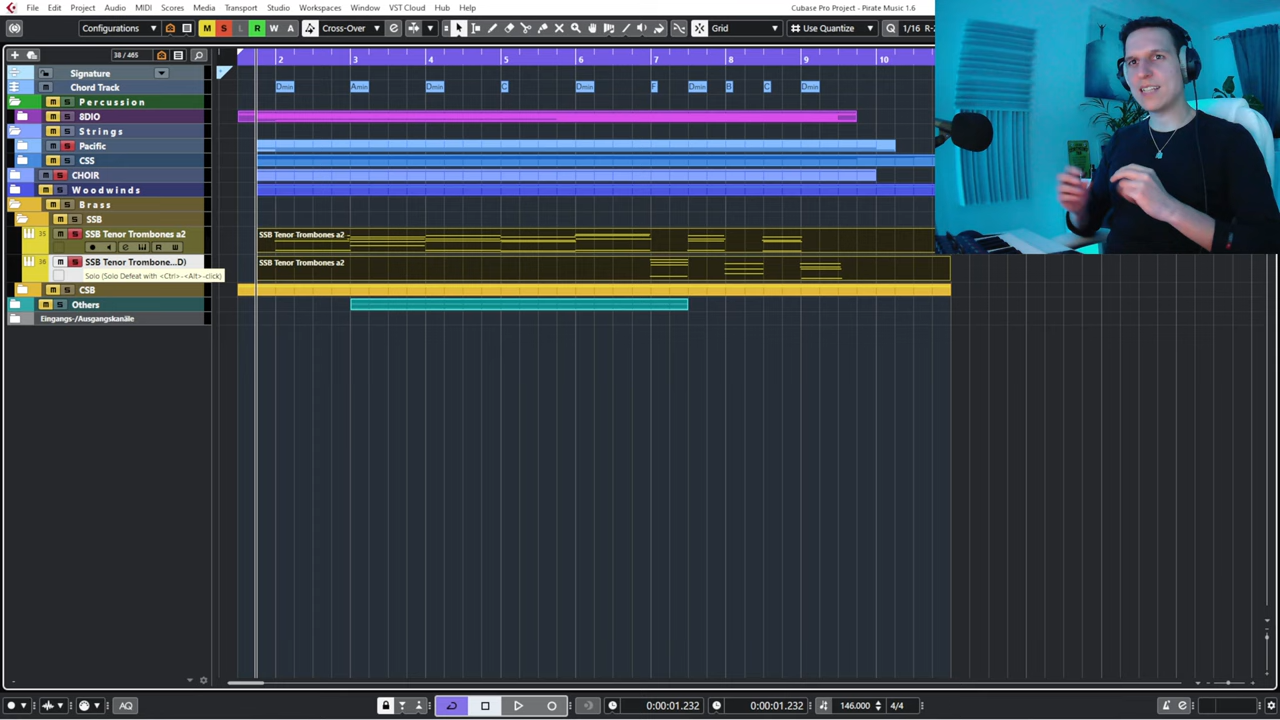 File Edit Project Audio MIDI Scores Media Transport Studio Workspaces Window VST Cloud Hub Help
Cubase Pro Project - Pirate Music 1.6
Configurations M S L R W A Cross-Over Grid Use Quantize Q 1/16
38 / 465
2 3 4 5 6 7 8 9 10
Signature
Chord Track Dmin Amin Dmin C Dmin F Dmin B C Dmin
m S Percussion
m S 8DIO
m S Strings
m S Pacific
m S CSS
m S CHOIR
m S Woodwinds
m S Brass
m S SSB
35 m S SSB Tenor Trombones a2
SSB Tenor Trombones a2
R W
36 m S SSB Tenor Trombone...D)
SSB Tenor Trombones a2
Solo (Solo Defeat with <Ctrl>-<Alt>-click)
m S CSB
m S Others
Eingangs-/Ausgangskanäle
AQ 0:00:01.232 0:00:01.232 146.000 4/4